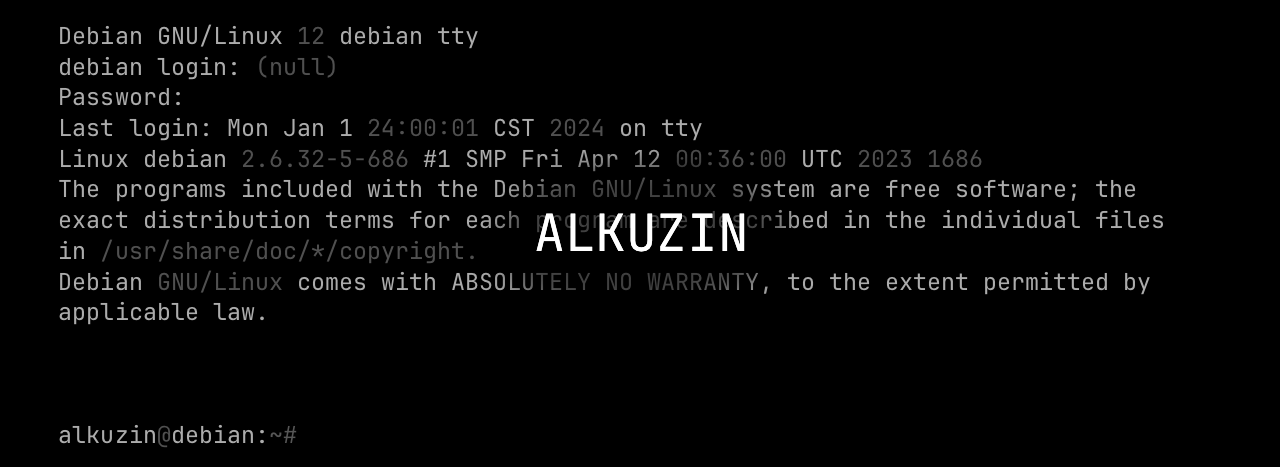 Debian GNU/Linux 12 debian tty
debian login: (null)
Password:
Last login: Mon Jan 1 24:00:01 CST 2024 on tty
Linux debian 2.6.32-5-686 #1 SMP Fri Apr 12 00:36:00 UTC 2023 1686
The programs included with the Debian GNU/Linux system are free software; the
exact distribution terms for each program are described in the individual files
ALKUZIN
in /usr/share/doc/*/copyright.
Debian GNU/Linux comes with ABSOLUTELY NO WARRANTY, to the extent permitted by
applicable law.
alkuzin@debian:~#